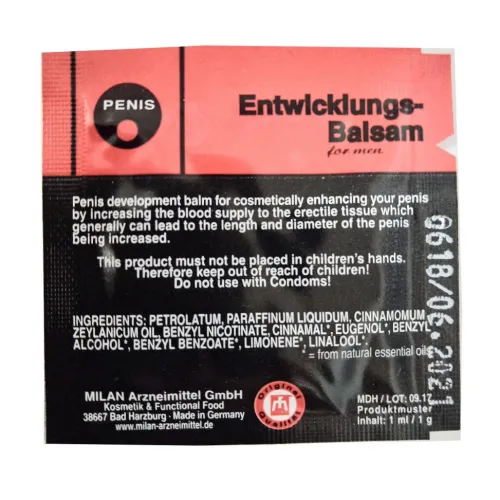 PENIS
Entwicklungs-
Balsam
for men
Penis development balm for cosmetically enhancing your penis
by increasing the blood supply to the erectile tissue which
generally can lead to the length and diameter of the penis
being increased.
This product must not be placed in children's hands.
Therefore keep out of reach of children!
Do not use with Condoms!
INGREDIENTS: PETROLATUM, PARAFFINUM LIQUIDUM, CINNAMOMUM
ZEYLANICUM OIL, BENZYL NICOTINATE, CINNAMAL*, EUGENOL*, BENZYL
ALCOHOL*, BENZYL BENZOATE*, LIMONENE*, LINALOOL*.
* = from natural essential oils
0618/06.2021
MILAN Arzneimittel GmbH
Kosmetik & Functional Food
38667 Bad Harzburg · Made in Germany
www.milan-arzneimittel.de
Original
Qualität
MDH / LOT: 09.17
Produktmuster
Inhalt: 1 ml / 1 g